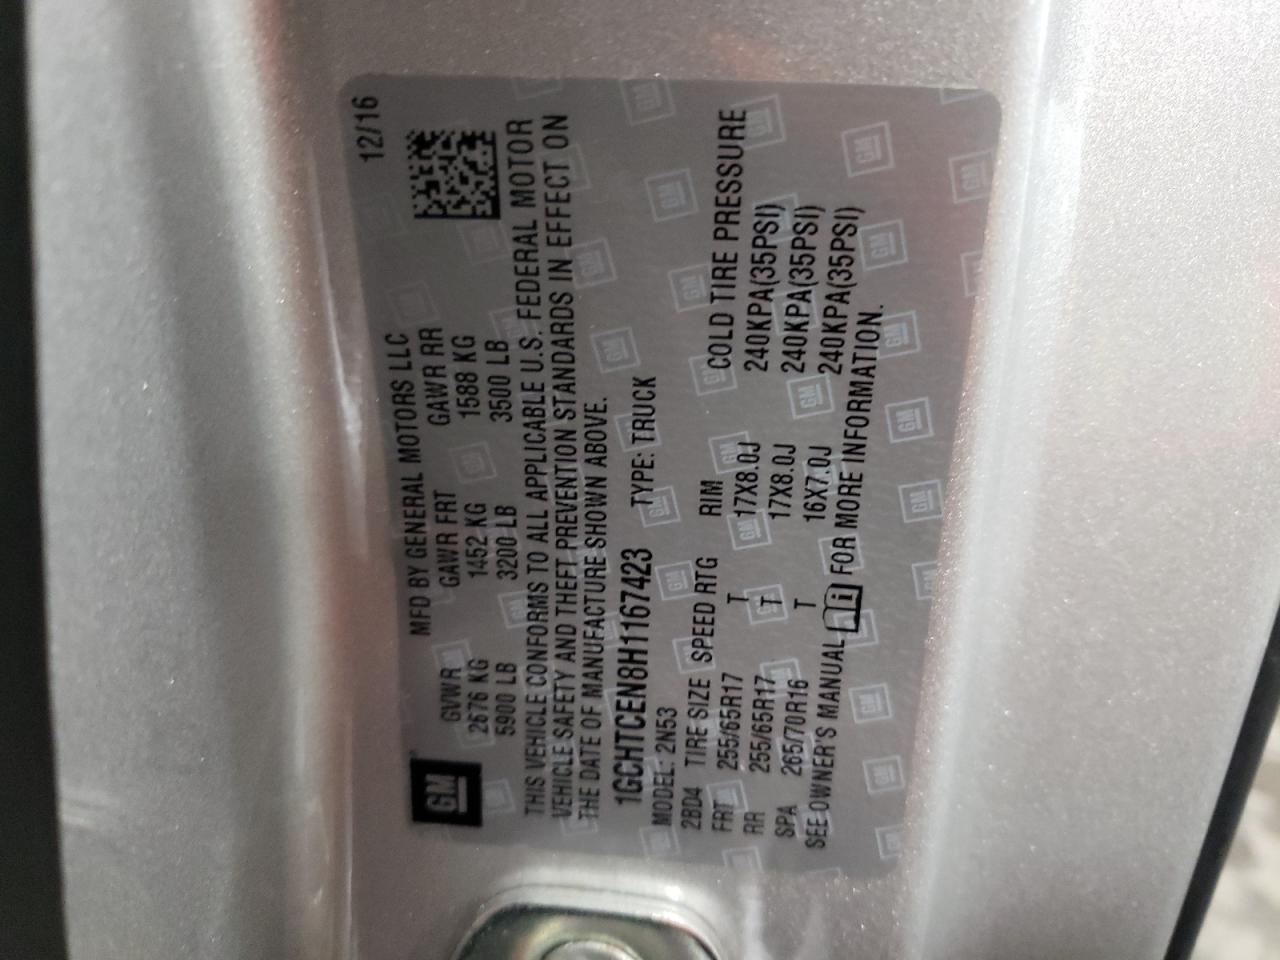 12/16
MFD BY GENERAL MOTORS LLC
GM
GVWR GAWR FRT GAWR RR
2676 KG 1452 KG 1588 KG
5900 LB 3200 LB 3500 LB
THIS VEHICLE CONFORMS TO ALL APPLICABLE U.S. FEDERAL MOTOR
VEHICLE SAFETY AND THEFT PREVENTION STANDARDS IN EFFECT ON
THE DATE OF MANUFACTURE SHOWN ABOVE.
1GCHTCEN8H1167423 TYPE: TRUCK
MODEL: 2N53
2BD4 TIRE SIZE SPEED RTG RIM COLD TIRE PRESSURE
FRT 255/65R17 T 17X8.0J 240KPA(35PSI)
RR 255/65R17 T 17X8.0J 240KPA(35PSI)
SPA 265/70R16 T 16X7.0J 240KPA(35PSI)
SEE OWNER'S MANUAL i FOR MORE INFORMATION.